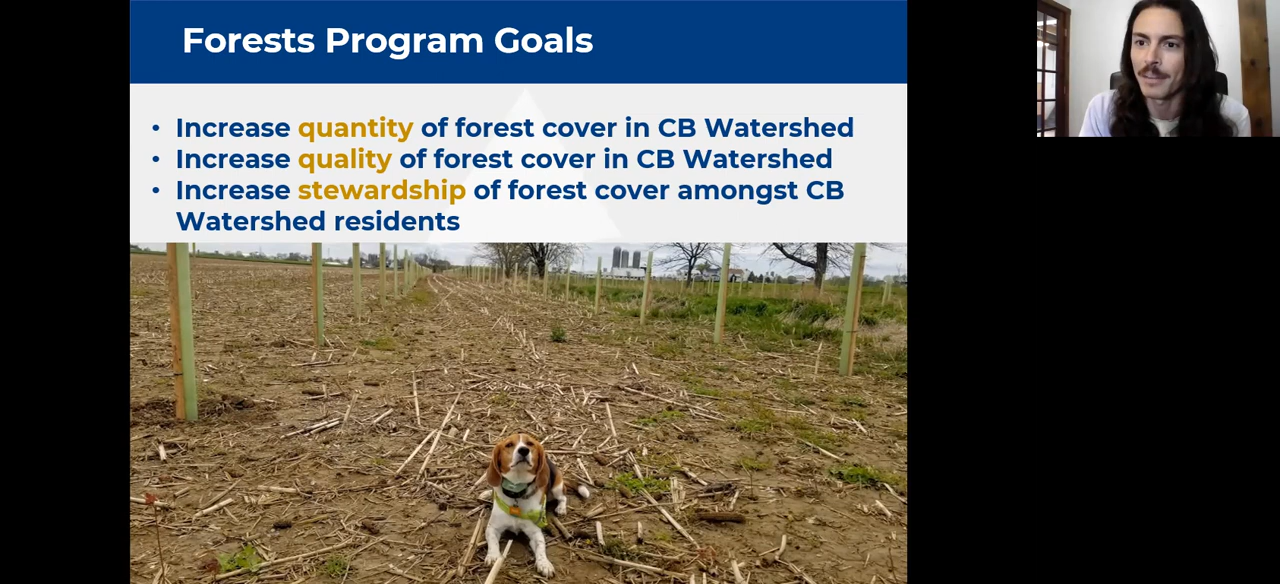 Forests Program Goals
• Increase quantity of forest cover in CB Watershed
• Increase quality of forest cover in CB Watershed
• Increase stewardship of forest cover amongst CB
Watershed residents